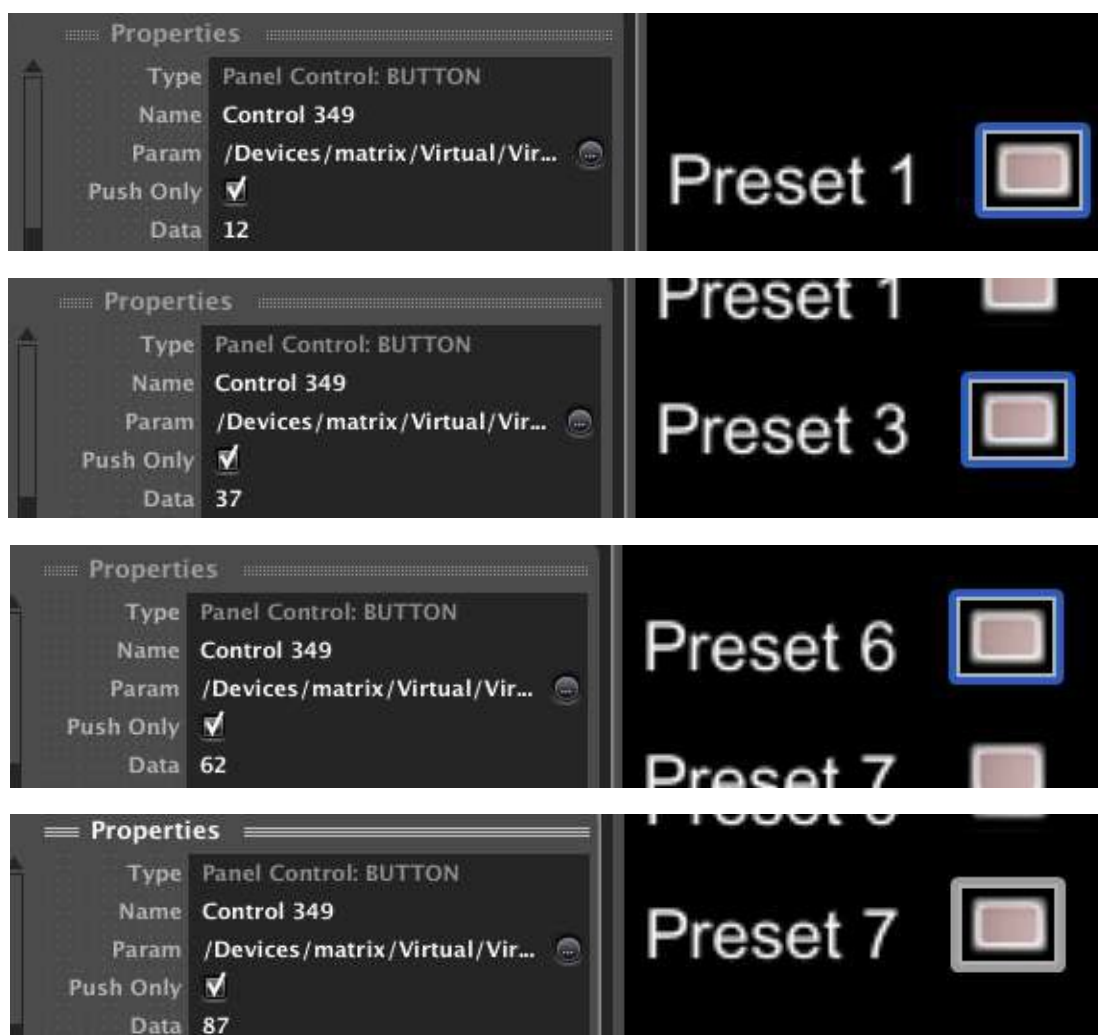 Properties
Type Panel Control: BUTTON
Name Control 349
Param /Devices/matrix/Virtual/Vir...
Push Only
Data 12
Preset 1
Properties
Type Panel Control: BUTTON
Name Control 349
Param /Devices/matrix/Virtual/Vir...
Push Only
Data 37
Preset 1
Preset 3
Properties
Type Panel Control: BUTTON
Name Control 349
Param /Devices/matrix/Virtual/Vir...
Push Only
Data 62
Preset 6
Preset 7
Properties
Type Panel Control: BUTTON
Name Control 349
Param /Devices/matrix/Virtual/Vir...
Push Only
Data 87
Preset 7